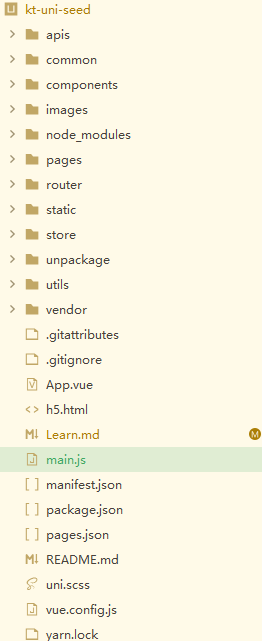 kt-uni-seed
apis
common
components
images
node_modules
pages
router
static
store
unpackage
utils
vendor
.gitattributes
.gitignore
App.vue
h5.html
Learn.md M
main.js
manifest.json
package.json
pages.json
README.md
uni.scss
vue.config.js
yarn.lock